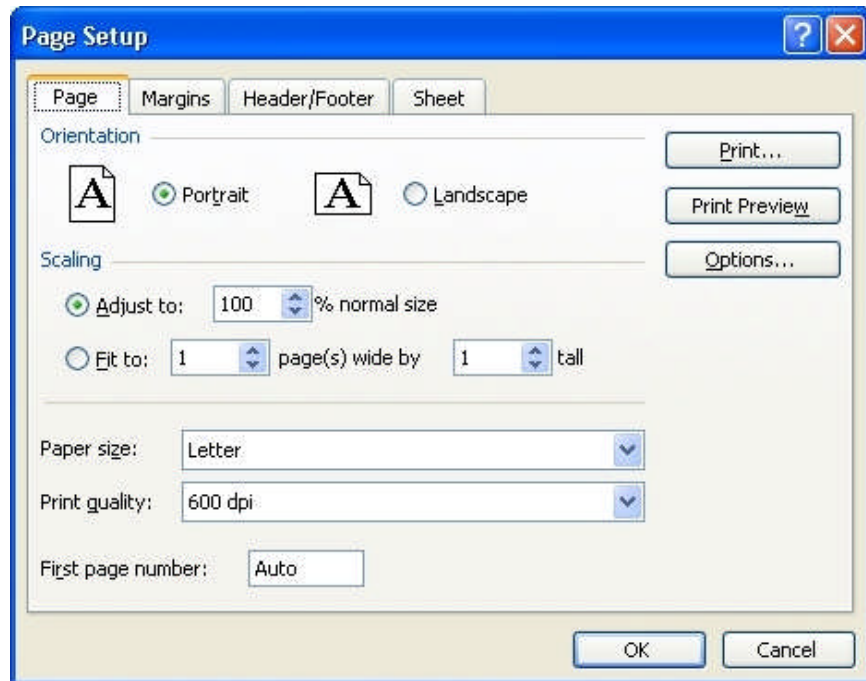 Page Setup
Page Margins Header/Footer Sheet
Orientation
A Portrait A Landscape
Print...
Print Preview
Options...
Scaling
Adjust to: 100 % normal size
Fit to: 1 page(s) wide by 1 tall
Paper size: Letter
Print quality: 600 dpi
First page number: Auto
OK Cancel